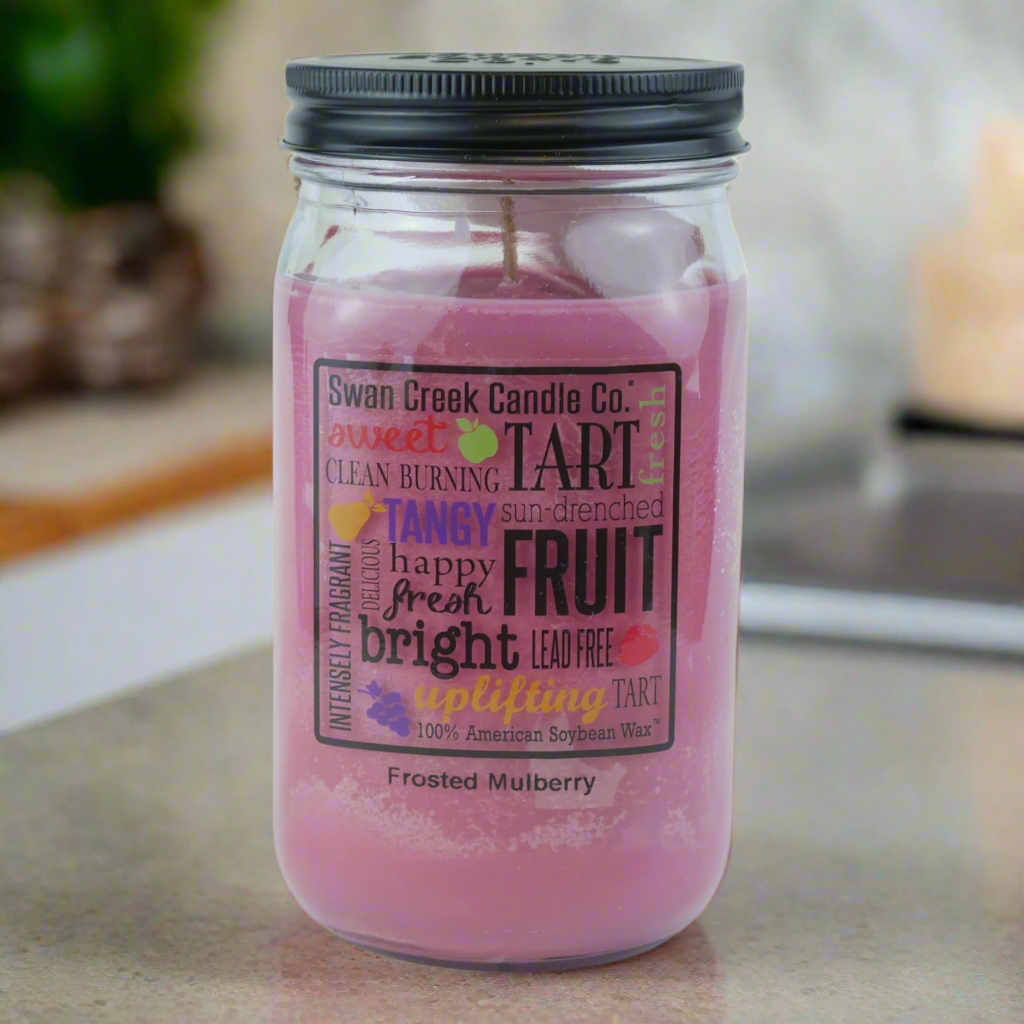 Swan Creek Candle Co.
sweet
TART
fresh
CLEAN BURNING
TANGY
sun-drenched
INTENSELY FRAGRANT
DELICIOUS
happy
FRUIT
fresh
bright
LEAD FREE
uplifting
TART
100% American Soybean Wax™
Frosted Mulberry